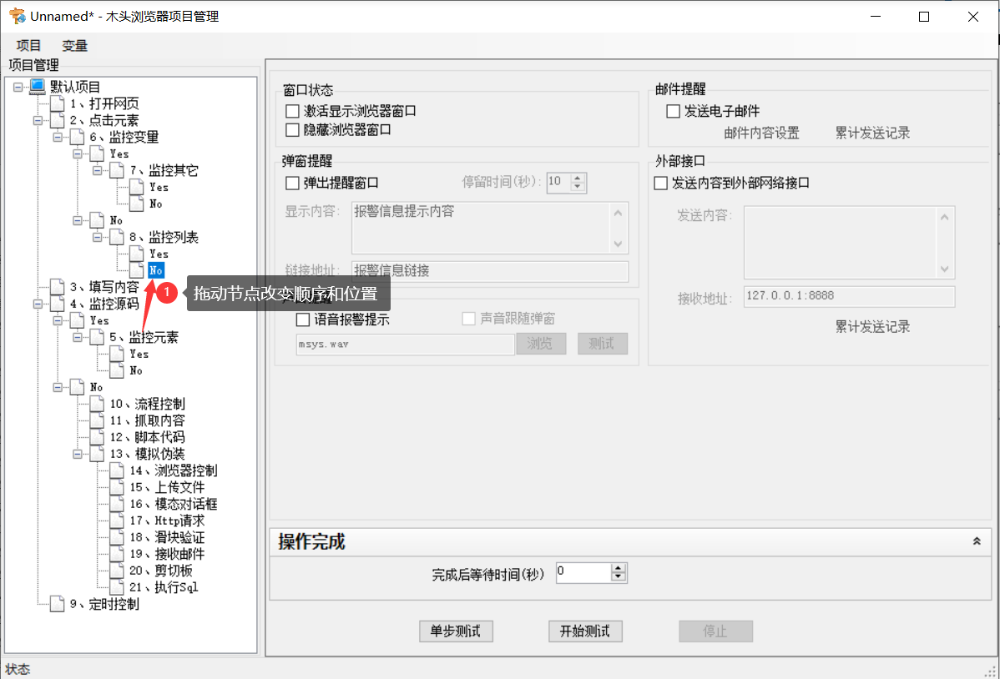 Unnamed* - 木头浏览器项目管理
项目 变量
项目管理
默认项目
1、打开网页
2、点击元素
6、监控变量
Yes
7、监控其它
Yes
No
No
8、监控列表
Yes
No
3、填写内容
4、监控源码
Yes
5、监控元素
Yes
No
No
10、流程控制
11、抓取内容
12、脚本代码
13、模拟伪装
14、浏览器控制
15、上传文件
16、模态对话框
17、Http请求
18、滑块验证
19、接收邮件
20、剪切板
21、执行Sql
9、定时控制
1 拖动节点改变顺序和位置
窗口状态
激活显示浏览器窗口
隐藏浏览器窗口
弹窗提醒
弹出提醒窗口 停留时间(秒): 10
显示内容: 报警信息提示内容
链接地址: 报警信息链接
提醒
语音报警提示 声音跟随弹窗
msys.wav 浏览 测试
邮件提醒
发送电子邮件
邮件内容设置 累计发送记录
外部接口
发送内容到外部网络接口
发送内容:
接收地址: 127.0.0.1:8888
累计发送记录
操作完成
完成后等待时间(秒) 0
单步测试 开始测试 停止
状态